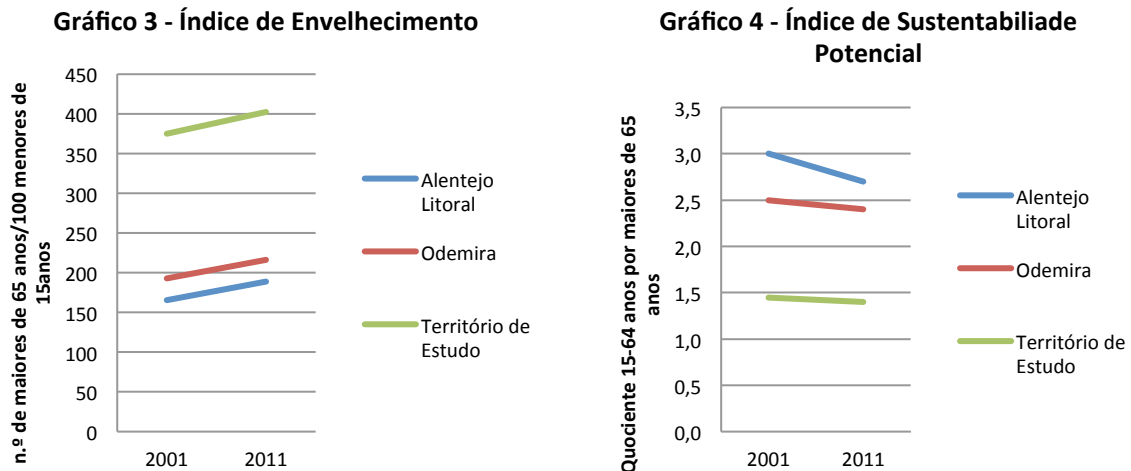 Gráfico 3 - Índice de Envelhecimento
n.º de maiores de 65 anos/100 menores de
15anos
450
400
350
300
250
200
150
100
50
0
2001
2011
Alentejo
Litoral
Odemira
Território de
Estudo
Gráfico 4 - Índice de Sustentabiliade
Potencial
Quociente 15-64 anos por maiores de 65
anos
3,5
3,0
2,5
2,0
1,5
1,0
0,5
0,0
2001
2011
Alentejo
Litoral
Odemira
Território de
Estudo